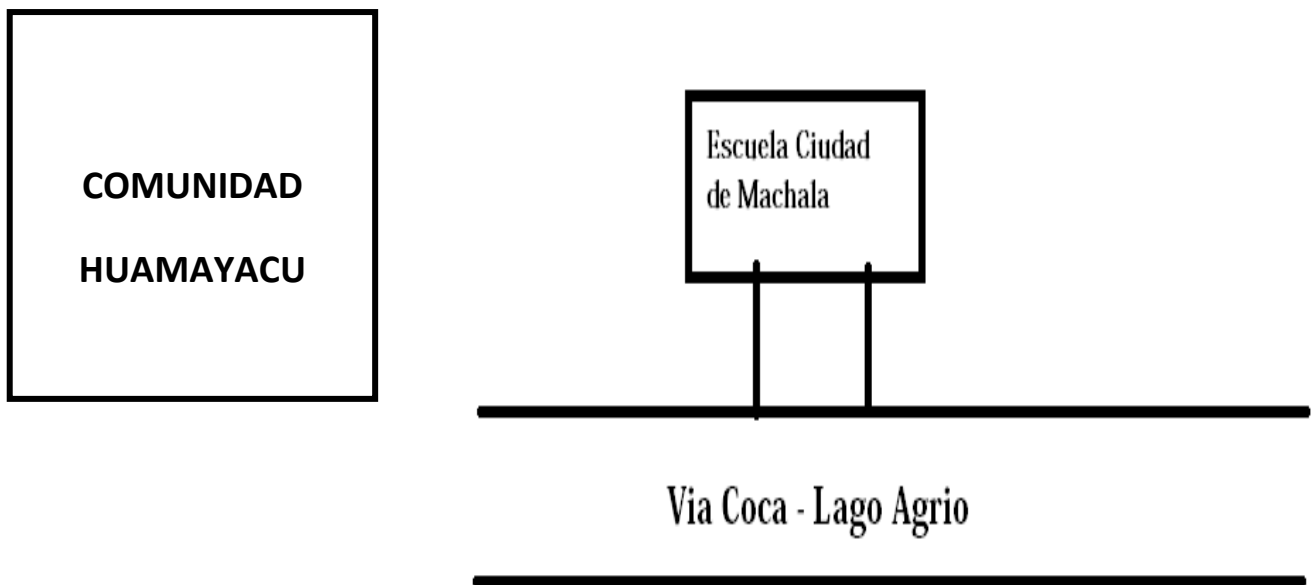 COMUNIDAD
HUAMAYACU
Escuela Ciudad
de Machala
Via Coca - Lago Agrio